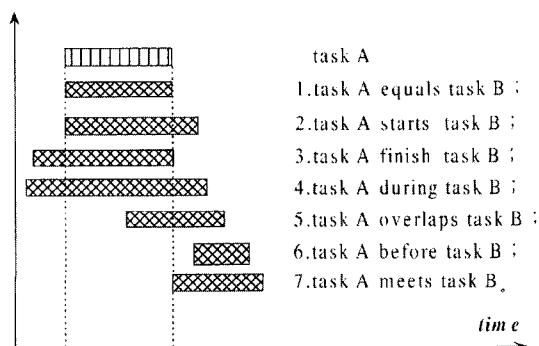 task A
1.task A equals task B ;
2.task A starts task B ;
3.task A finish task B ;
4.task A during task B ;
5.task A overlaps task B ;
6.task A before task B ;
7.task A meets task B。
time